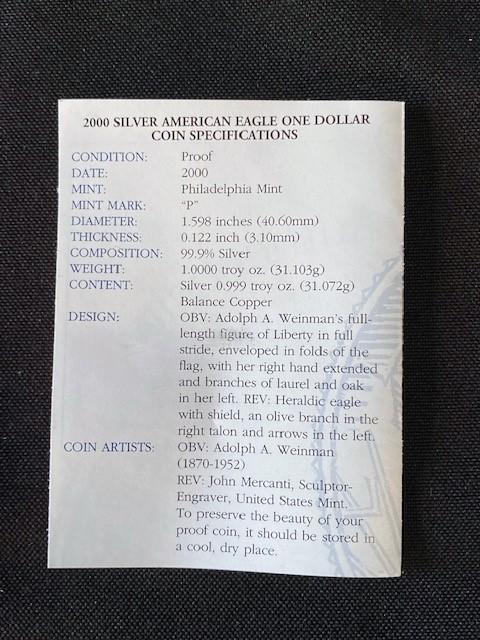 2000 SILVER AMERICAN EAGLE ONE DOLLAR
COIN SPECIFICATIONS
CONDITION: Proof
DATE: 2000
MINT: Philadelphia Mint
MINT MARK: "P"
DIAMETER: 1.598 inches (40.60mm)
THICKNESS: 0.122 inch (3.10mm)
COMPOSITION: 99.9% Silver
WEIGHT: 1.0000 troy oz. (31.103g)
CONTENT: Silver 0.999 troy oz. (31.072g)
Balance Copper
DESIGN: OBV: Adolph A. Weinman's full-
length figure of Liberty in full
stride, enveloped in folds of the
flag, with her right hand extended
and branches of laurel and oak
in her left. REV: Heraldic eagle
with shield, an olive branch in the
right talon and arrows in the left.
COIN ARTISTS: OBV: Adolph A. Weinman
(1870-1952)
REV: John Mercanti, Sculptor-
Engraver, United States Mint.
To preserve the beauty of your
proof coin, it should be stored in
a cool, dry place.